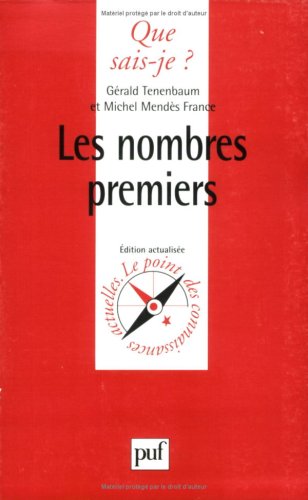 Matériel protégé par le droit d'auteur
Que
sais-je ?
Gérald Tenenbaum
et Michel Mendès France
Les nombres
premiers
Édition actualisée
Le point des connaissances actuelles.
puf
Matériel protégé par le droit d'auteur